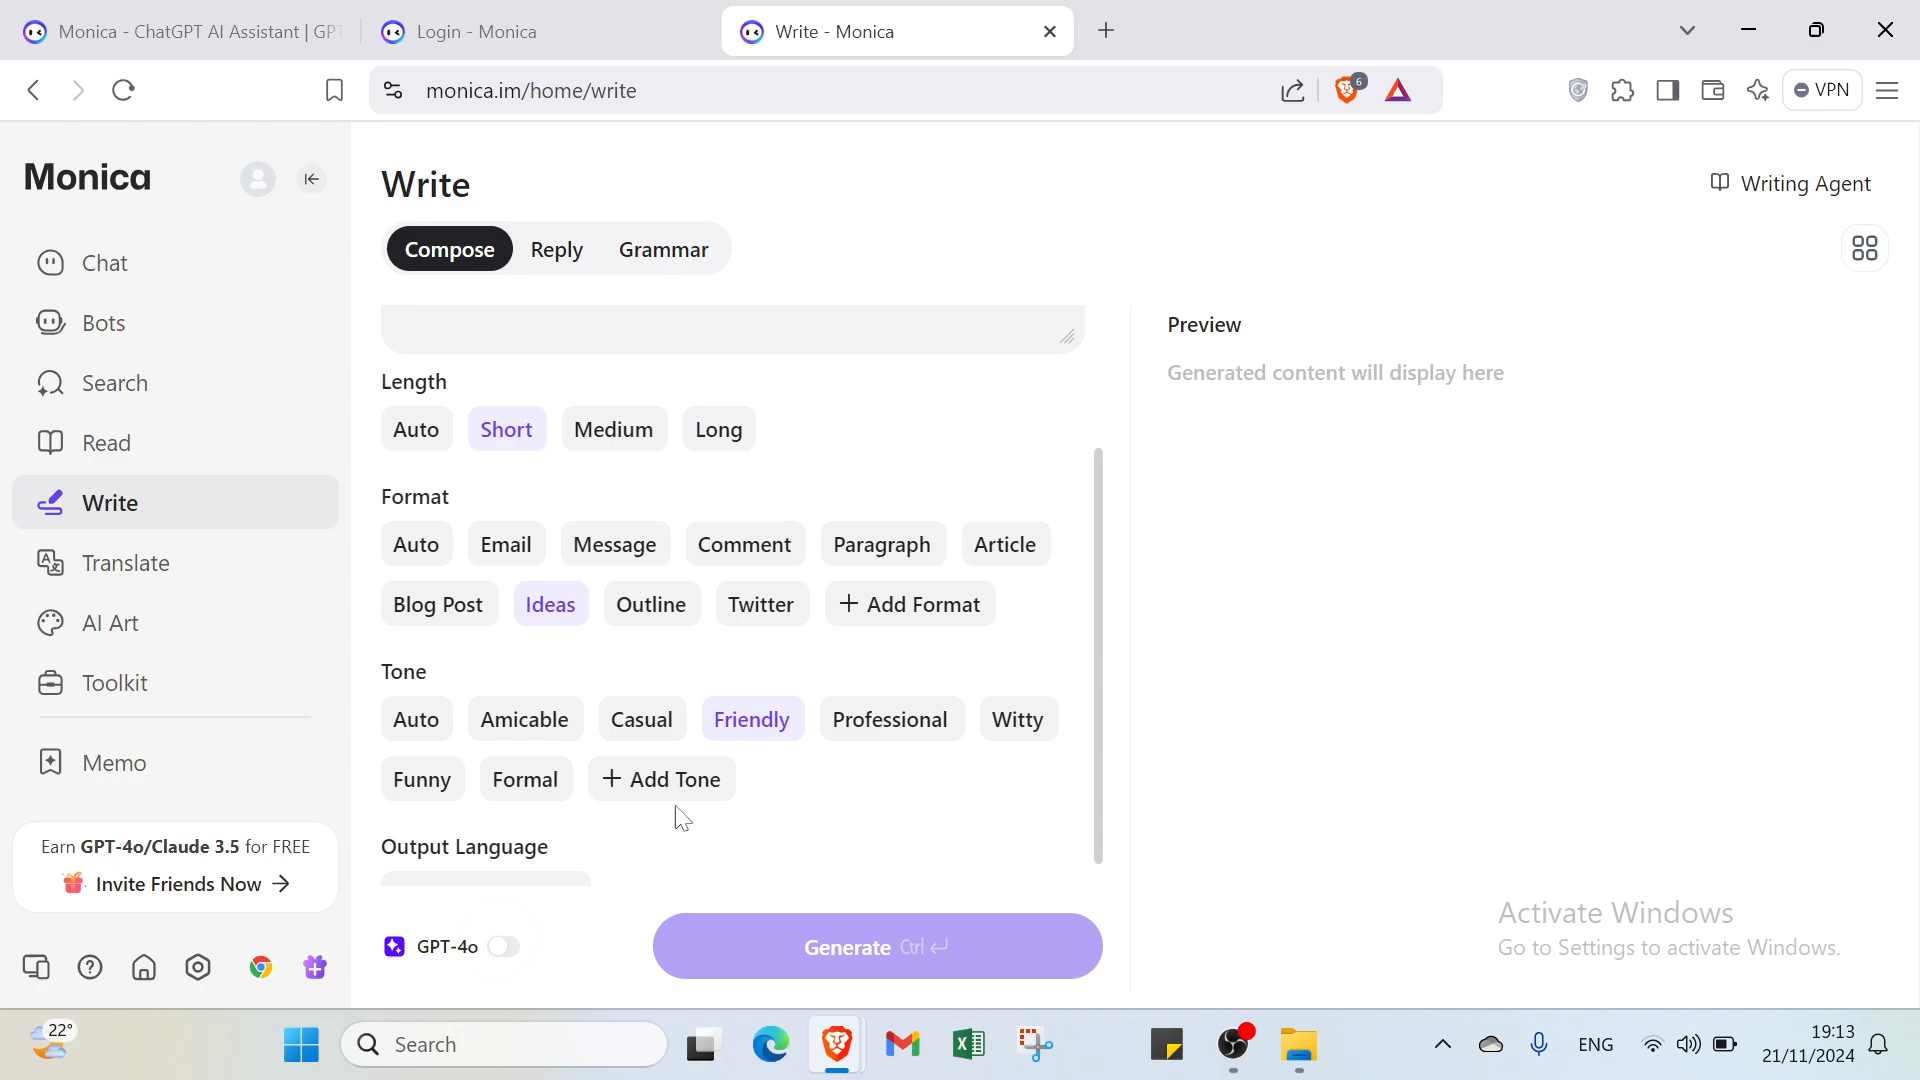 Monica - ChatGPT AI Assistant | GPT
Login - Monica
Write - Monica
monica.im/home/write
6
VPN
Monica
Chat
Bots
Search
Read
Write
Translate
AI Art
Toolkit
Memo
Earn GPT-4o/Claude 3.5 for FREE
Invite Friends Now →
Write
Writing Agent
Compose
Reply
Grammar
Length
Auto
Short
Medium
Long
Format
Auto
Email
Message
Comment
Paragraph
Article
Blog Post
Ideas
Outline
Twitter
+ Add Format
Tone
Auto
Amicable
Casual
Friendly
Professional
Witty
Funny
Formal
+ Add Tone
Output Language
GPT-4o
Generate Ctrl ↵
Preview
Generated content will display here
Activate Windows
Go to Settings to activate Windows.
22°
Search
ENG
19:13
21/11/2024